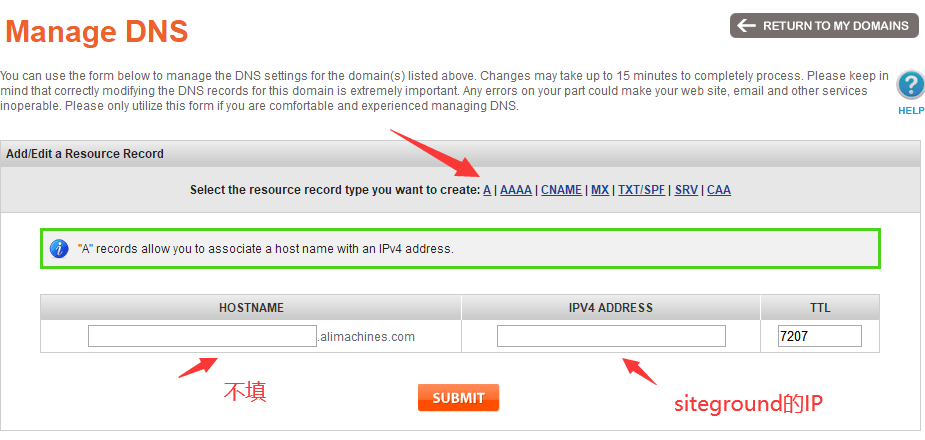 Manage DNS
RETURN TO MY DOMAINS
You can use the form below to manage the DNS settings for the domain(s) listed above. Changes may take up to 15 minutes to completely process. Please keep in
mind that correctly modifying the DNS records for this domain is extremely important. Any errors on your part could make your web site, email and other services
inoperable. Please only utilize this form if you are comfortable and experienced managing DNS.
HELP
Add/Edit a Resource Record
Select the resource record type you want to create: A | AAAA | CNAME | MX | TXT/SPF | SRV | CAA
"A" records allow you to associate a host name with an IPv4 address.
HOSTNAME IPV4 ADDRESS TTL
.alimachines.com 7207
不填
siteground的IP
SUBMIT